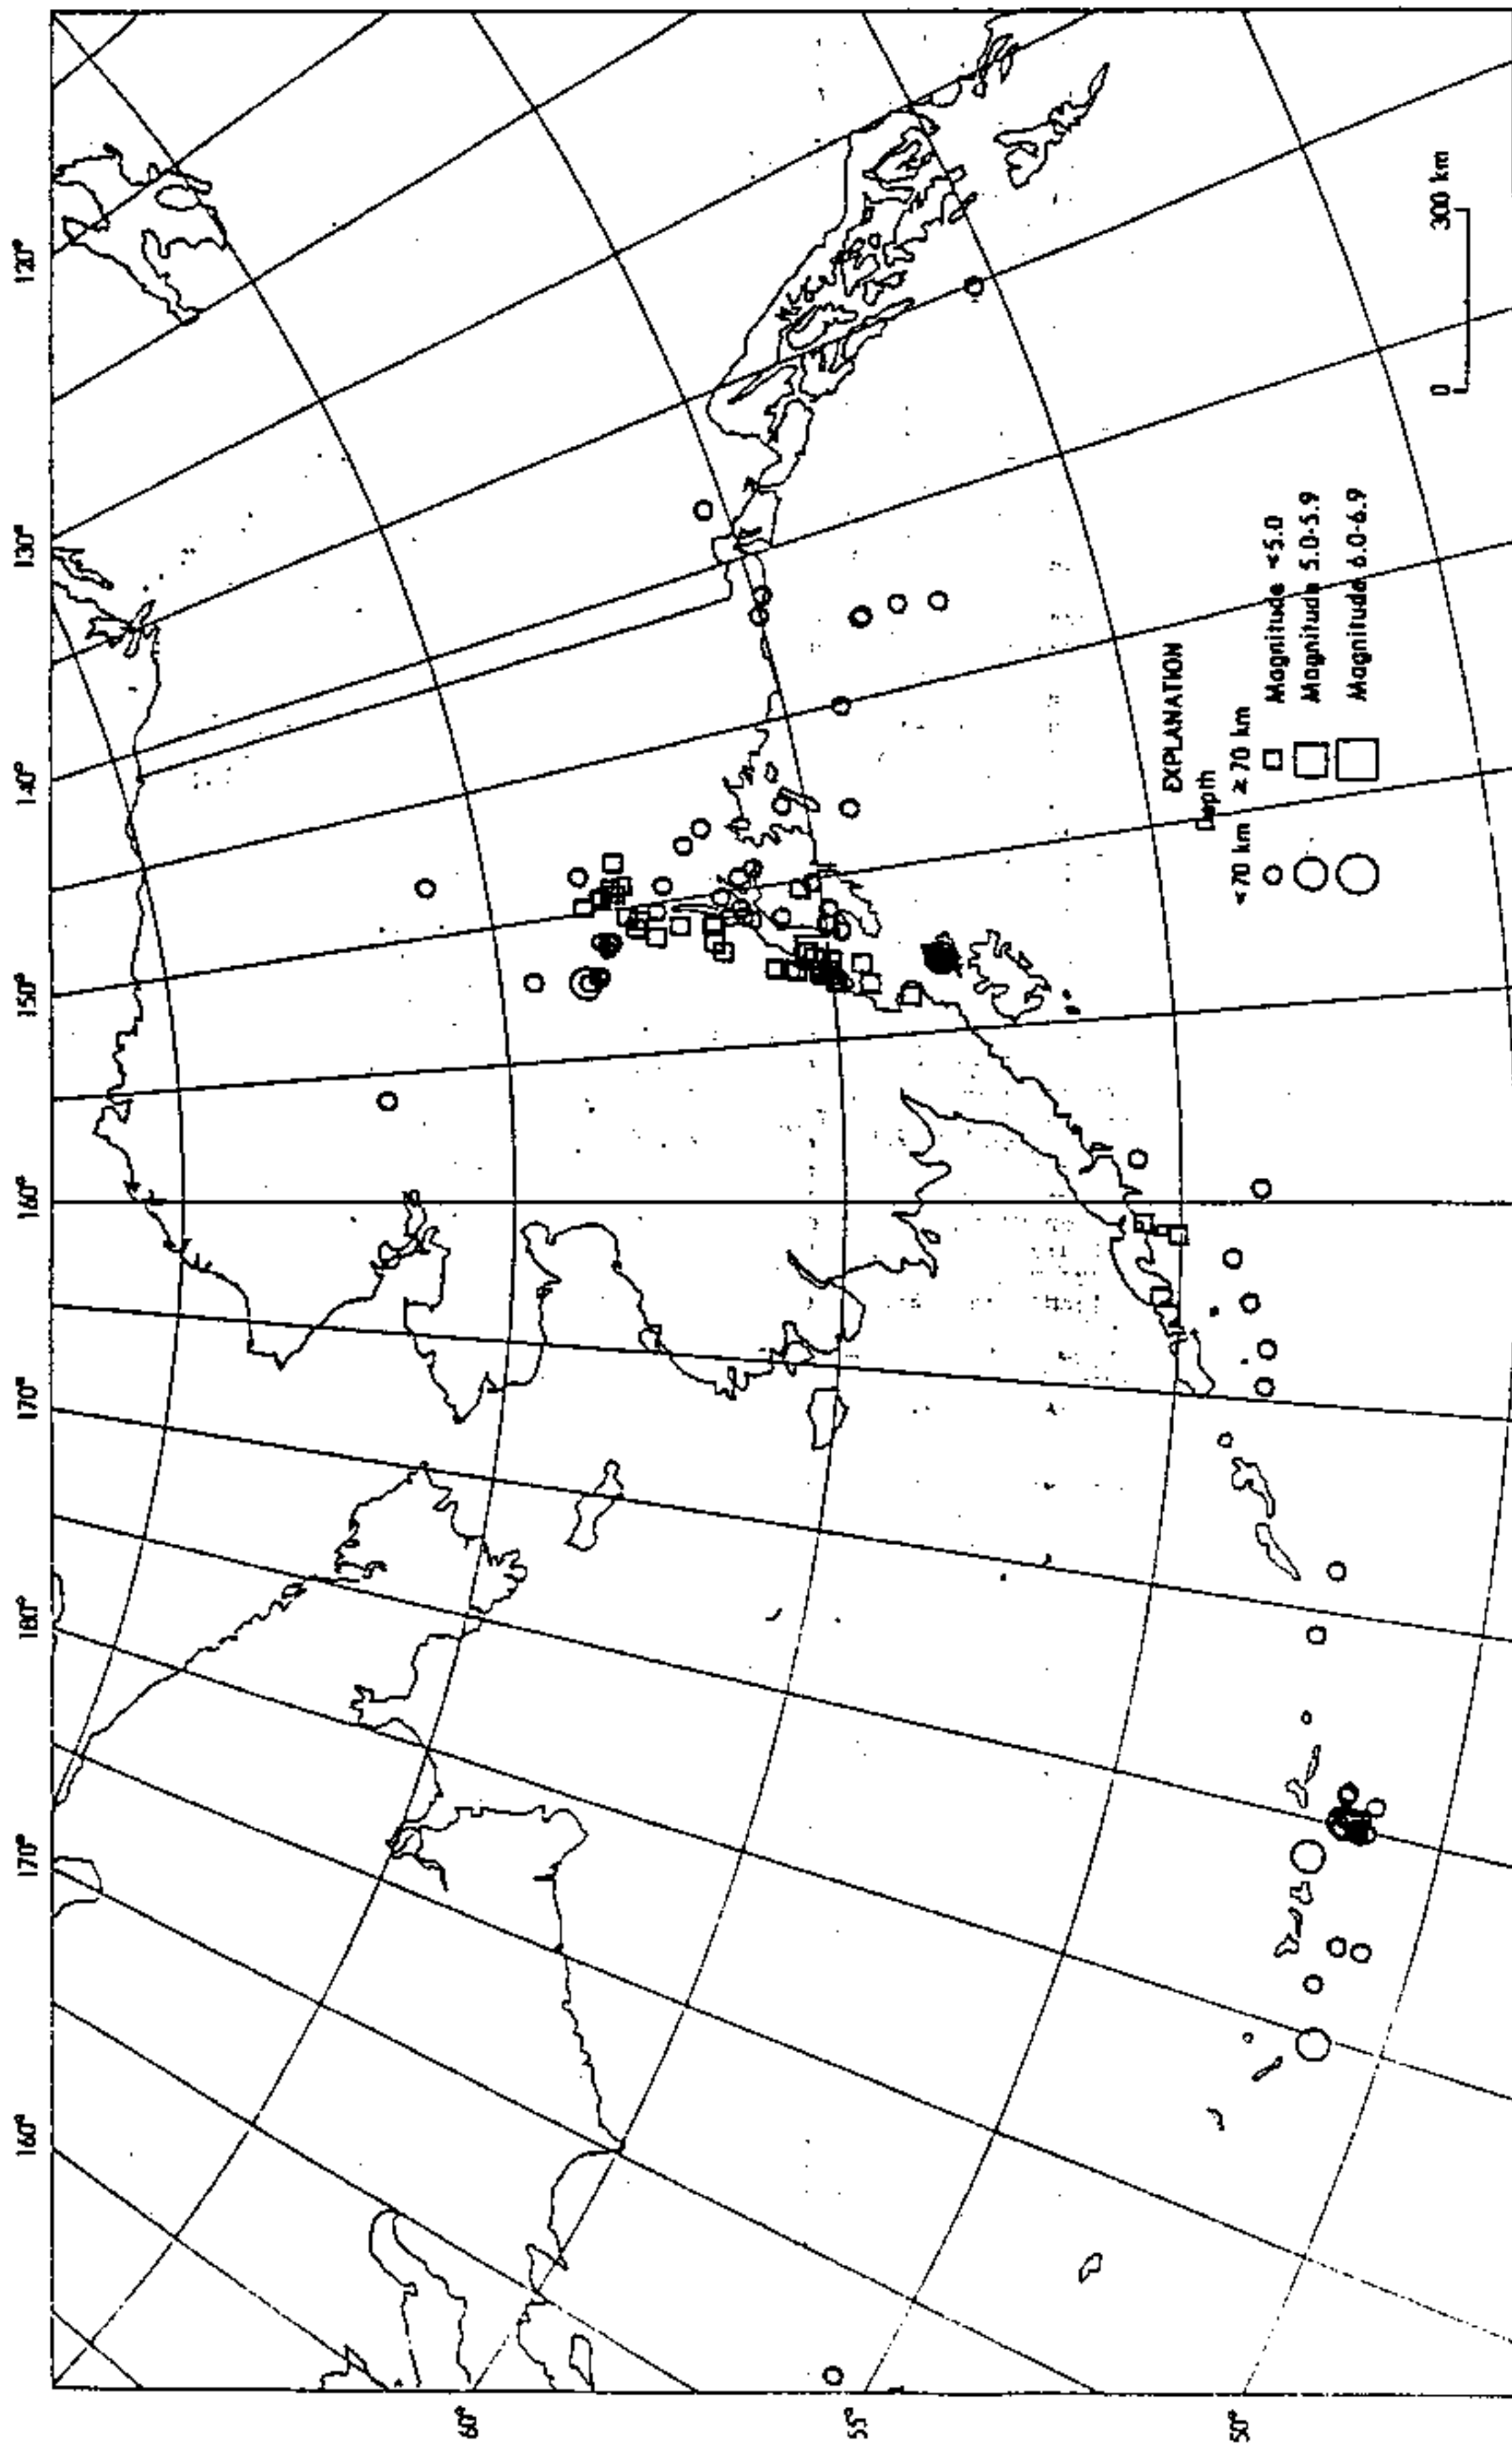 120°
130°
140°
150°
160°
170°
180°
170°
160°
60°
55°
50°
EXPLANATION
Depth
<70 km ≥70 km
Magnitude <5.0
Magnitude 5.0-5.9
Magnitude 6.0-6.9
0 300 km